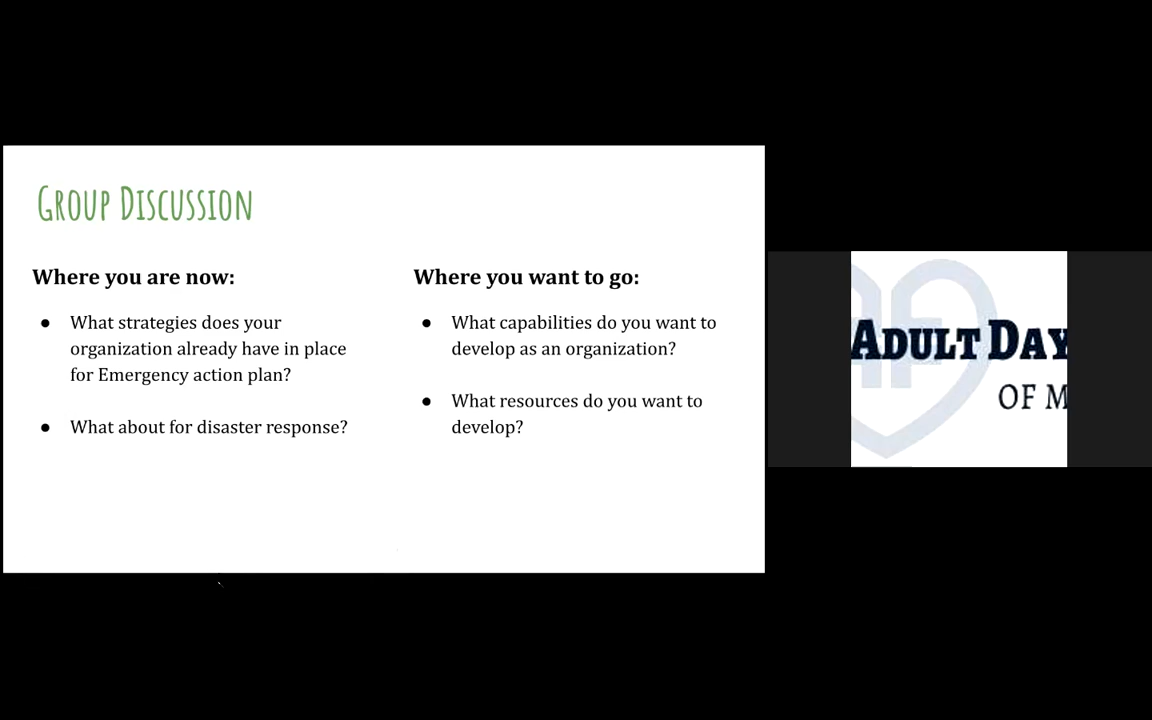 Group Discussion
Where you are now:
● What strategies does your
organization already have in place
for Emergency action plan?
● What about for disaster response?
Where you want to go:
● What capabilities do you want to
develop as an organization?
● What resources do you want to
develop?
ADULT DAY
OF M